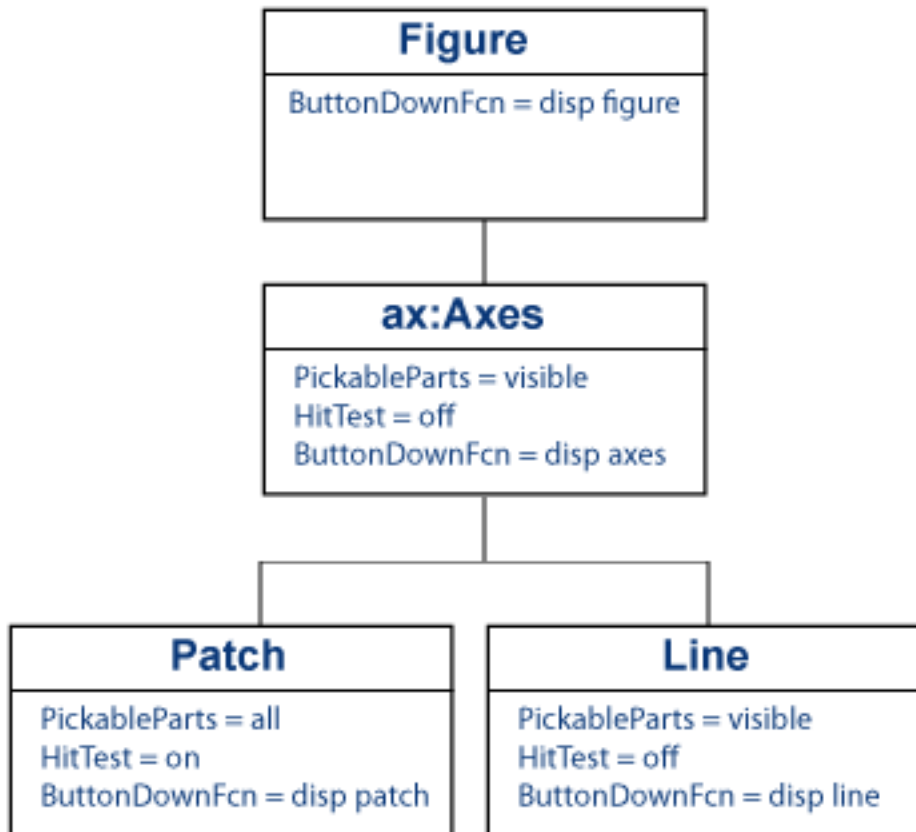 Figure
ButtonDownFcn = disp figure
ax:Axes
PickableParts = visible
HitTest = off
ButtonDownFcn = disp axes
Patch
PickableParts = all
HitTest = on
ButtonDownFcn = disp patch
Line
PickableParts = visible
HitTest = off
ButtonDownFcn = disp line